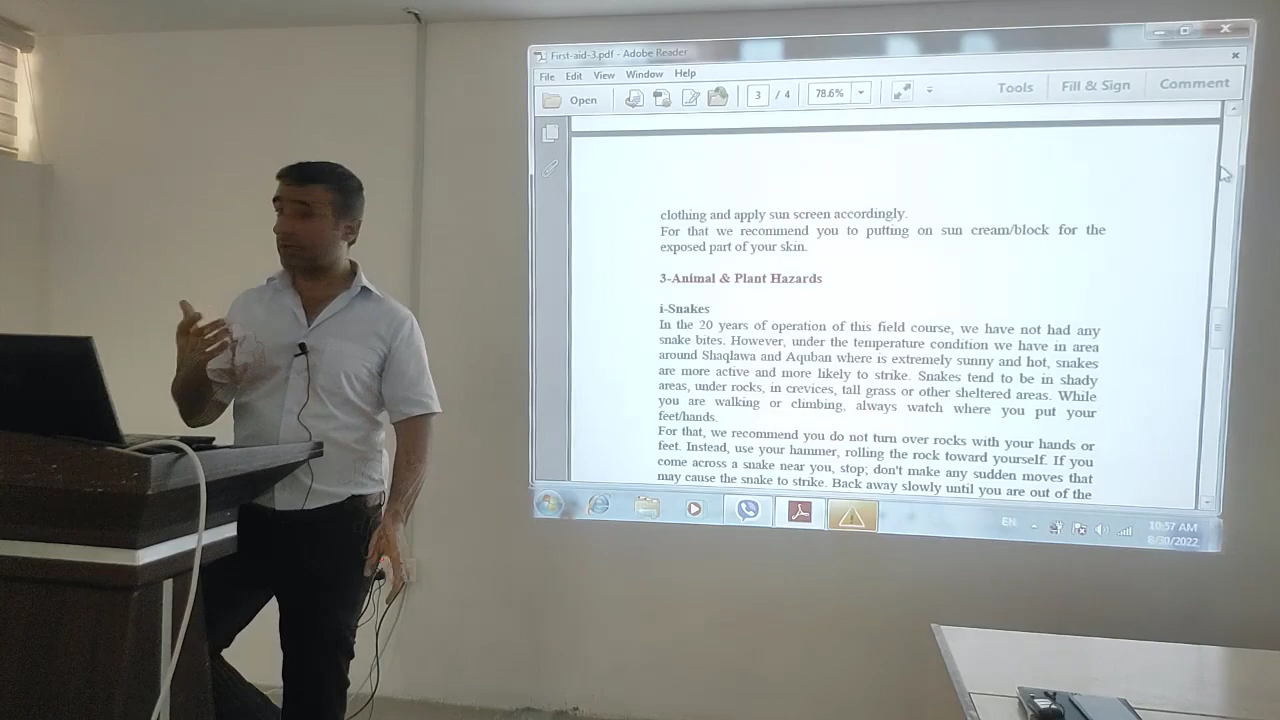 First-aid-3.pdf - Adobe Reader
File Edit View Window Help
Open 3 / 4 78.6% Tools Fill & Sign Comment
clothing and apply sun screen accordingly.
For that we recommend you to putting on sun cream/block for the
exposed part of your skin.
3-Animal & Plant Hazards
i-Snakes
In the 20 years of operation of this field course, we have not had any
snake bites. However, under the temperature condition we have in area
around Shaqlawa and Aquban where is extremely sunny and hot, snakes
are more active and more likely to strike. Snakes tend to be in shady
areas, under rocks, in crevices, tall grass or other sheltered areas. While
you are walking or climbing, always watch where you put your
feet/hands.
For that, we recommend you do not turn over rocks with your hands or
feet. Instead, use your hammer, rolling the rock toward yourself. If you
come across a snake near you, stop; don't make any sudden moves that
may cause the snake to strike. Back away slowly until you are out of the
EN 10:57 AM
8/30/2022